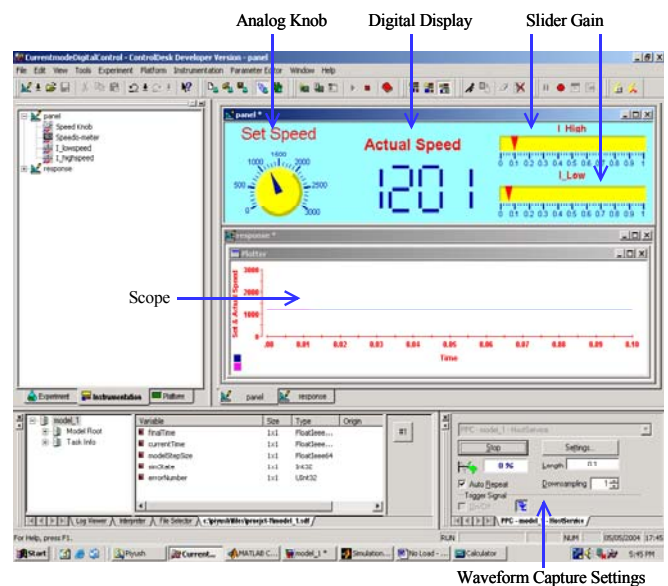 Analog Knob Digital Display Slider Gain
CurrentmodeDigitalControl - ControlDesk Developer Version - panel
File Edit View Tools Experiment Platform Instrumentation Parameter Editor Window Help
panel
Speed Knob
Speedo-meter
I_lowspeed
I_highspeed
response
panel *
Set Speed
0 500 1000 1500 2000 2500 3000
Actual Speed
1201
I High
0 0.1 0.2 0.3 0.4 0.5 0.6 0.7 0.8 0.9 1
I_Low
0 0.1 0.2 0.3 0.4 0.5 0.6 0.7 0.8 0.9 1
response *
Plotter
Set & Actual Speed
3000
2000
1000
0
.00 0.01 0.02 0.03 0.04 0.05 0.06 0.07 0.08 0.09 0.10
Time
Scope
Experiment Instrumentation Platform
panel response
model_1
Model Root
Task Info
Variable Size Type Origin
finalTime 1x1 FloatIeee...
currentTime 1x1 FloatIeee...
modelStepSize 1x1 FloatIeee64
simState 1x1 Int32
errorNumber 1x1 UInt32
#1
Log Viewer Interpreter File Selector
PPC - model_1 - HostService
Stop Settings...
0 % Length 0.1
Auto Repeat Downsampling 1
Trigger Signal
On/Off
PPC - model_1 - HostService
For Help, press F1. RUN NUM 05/05/2004 17:45
Start Piyush Current... MATLAB C... model_1 * Simulation... No Load - ... Calculator 5:45 PM
Waveform Capture Settings